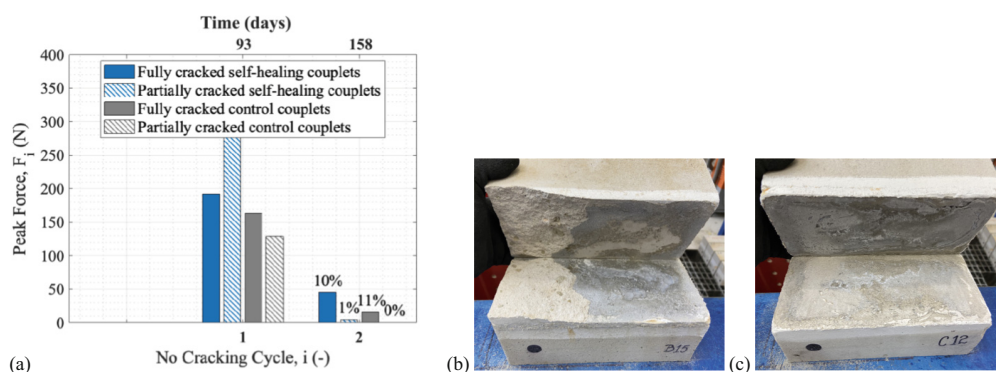 Time (days)
93 158
400
350
300
250
200
150
100
50
0
Peak Force, F_i (N)
Fully cracked self-healing couplets
Partially cracked self-healing couplets
Fully cracked control couplets
Partially cracked control couplets
10%
1%
11%
0%
1 2
No Cracking Cycle, i (-)
(a)
(b)
B15
(c)
C12